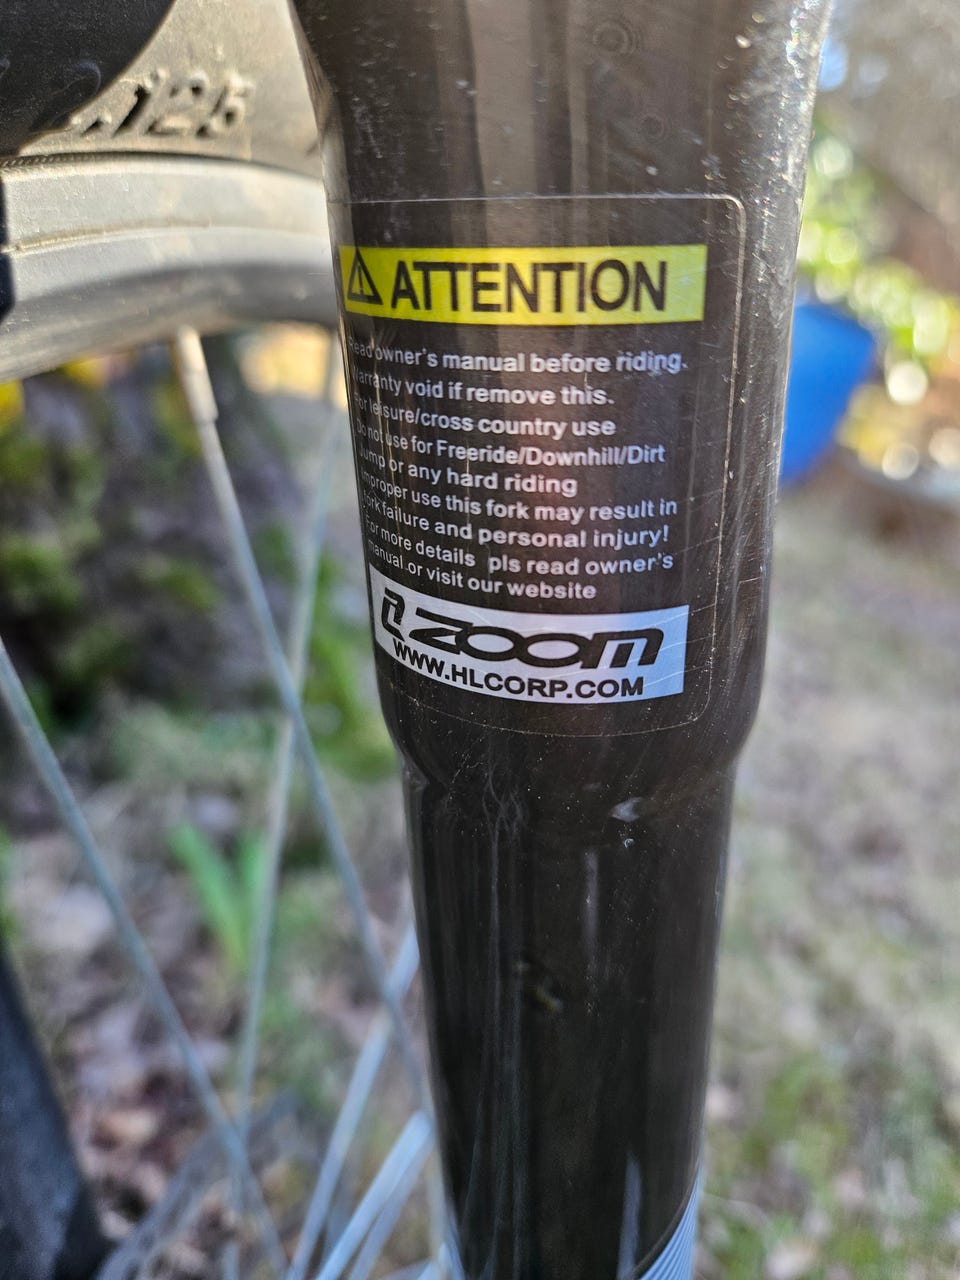 125
ATTENTION
Read owner's manual before riding.
Warranty void if remove this.
For leisure/cross country use
Do not use for Freeride/Downhill/Dirt
Jump or any hard riding
Improper use this fork may result in
fork failure and personal injury!
For more details pls read owner's
manual or visit our website
ZOOM
WWW.HLCORP.COM